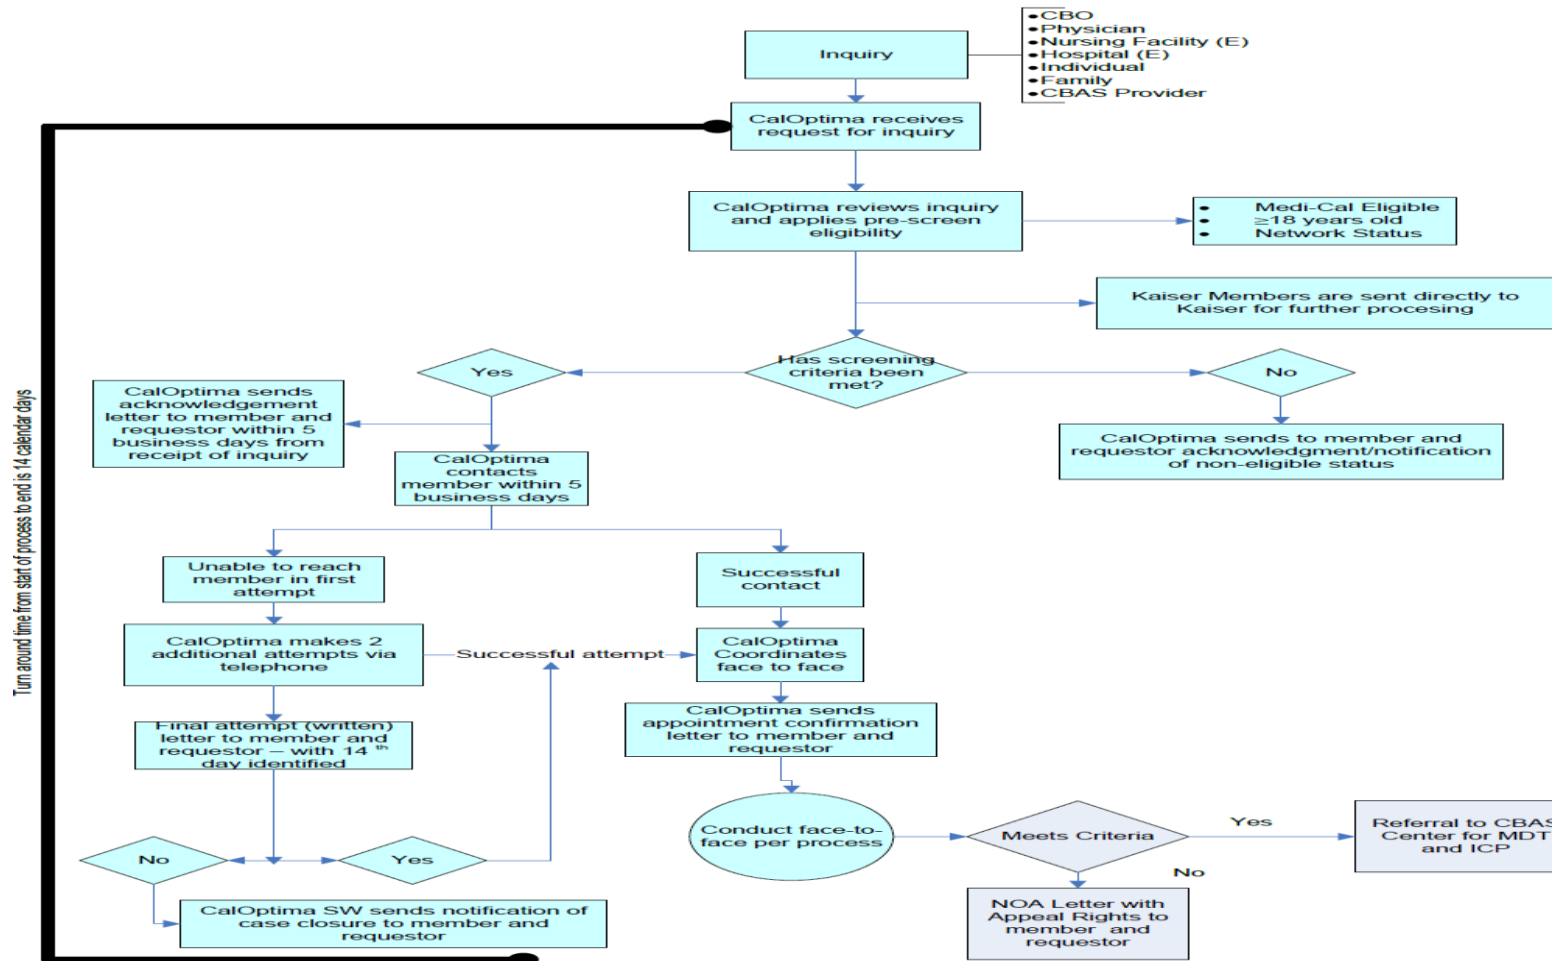 Inquiry
•CBO
•Physician
•Nursing Facility (E)
•Hospital (E)
•Individual
•Family
•CBAS Provider
CalOptima receives
request for inquiry
CalOptima reviews inquiry
and applies pre-screen
eligibility
• Medi-Cal Eligible
• ≥18 years old
• Network Status
Kaiser Members are sent directly to
Kaiser for further procesing
Has screening
criteria been
met?
Yes
No
CalOptima sends
acknowledgement
letter to member and
requestor within 5
business days from
receipt of inquiry
CalOptima
contacts
member within 5
business days
CalOptima sends to member and
requestor acknowledgment/notification
of non-eligible status
Turn around time from start of process to end is 14 calendar days
Unable to reach
member in first
attempt
Successful
contact
CalOptima makes 2
additional attempts via
telephone
Successful attempt
CalOptima
Coordinates
face to face
Final attempt (written)
letter to member and
requestor – with 14 th
day identified
CalOptima sends
appointment confirmation
letter to member and
requestor
No
Yes
Conduct face-to-
face per process
Meets Criteria
Yes
No
Referral to CBAS
Center for MDT
and ICP
CalOptima SW sends notification of
case closure to member and
requestor
NOA Letter with
Appeal Rights to
member and
requestor